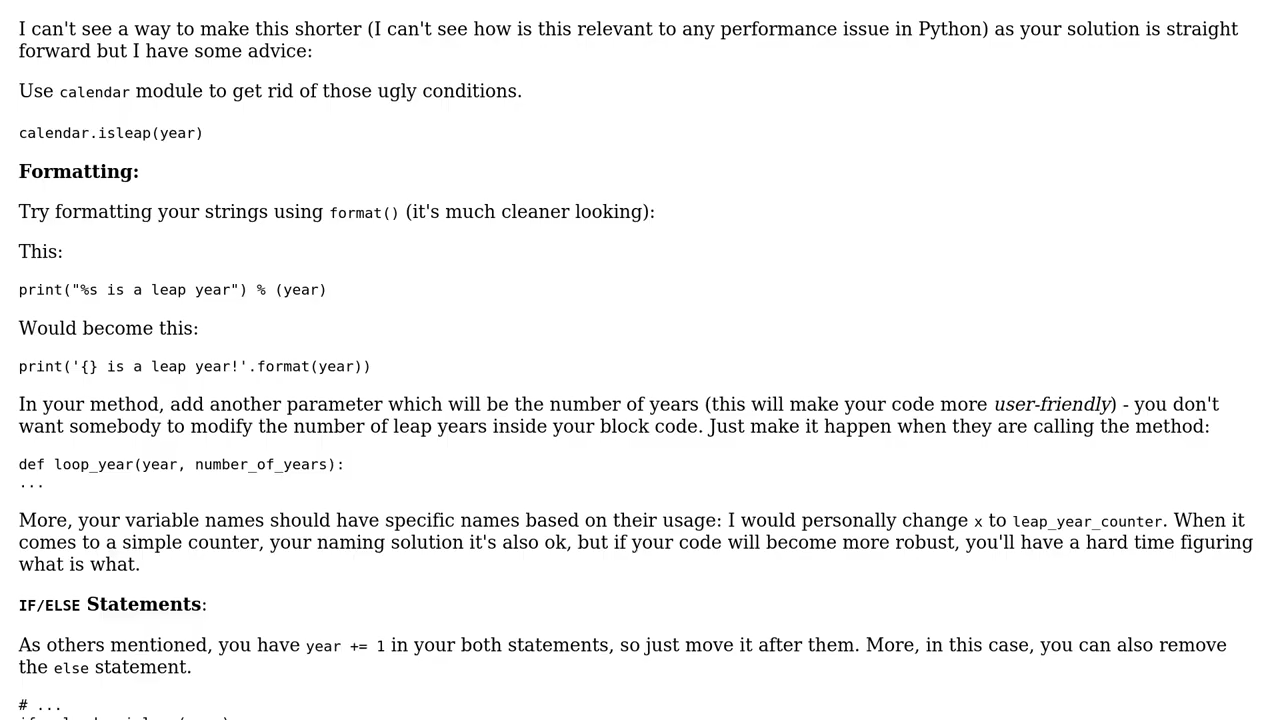 I can't see a way to make this shorter (I can't see how is this relevant to any performance issue in Python) as your solution is straight
forward but I have some advice:
Use calendar module to get rid of those ugly conditions.
calendar.isleap(year)
Formatting:
Try formatting your strings using format() (it's much cleaner looking):
This:
print("%s is a leap year") % (year)
Would become this:
print('{} is a leap year!'.format(year))
In your method, add another parameter which will be the number of years (this will make your code more user-friendly) - you don't
want somebody to modify the number of leap years inside your block code. Just make it happen when they are calling the method:
def loop_year(year, number_of_years):
...
More, your variable names should have specific names based on their usage: I would personally change x to leap_year_counter. When it
comes to a simple counter, your naming solution it's also ok, but if your code will become more robust, you'll have a hard time figuring
what is what.
IF/ELSE Statements:
As others mentioned, you have year += 1 in your both statements, so just move it after them. More, in this case, you can also remove
the else statement.
# ...